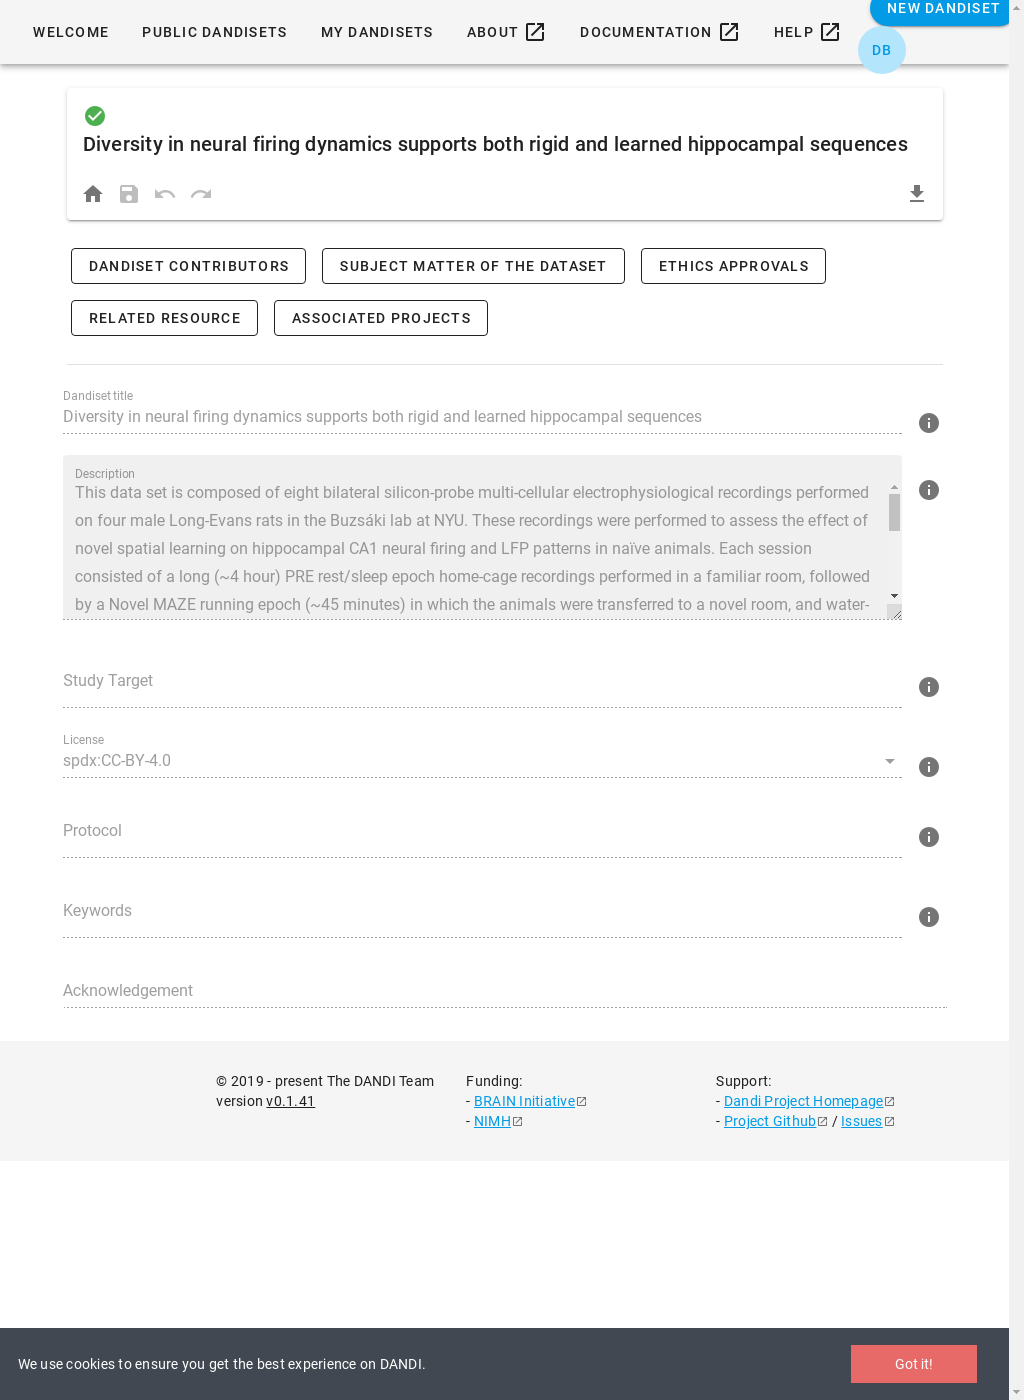 WELCOME
PUBLIC DANDISETS
MY DANDISETS
ABOUT
DOCUMENTATION
HELP
NEW DANDISET
DB
Diversity in neural firing dynamics supports both rigid and learned hippocampal sequences
DANDISET CONTRIBUTORS
SUBJECT MATTER OF THE DATASET
ETHICS APPROVALS
RELATED RESOURCE
ASSOCIATED PROJECTS
Dandiset title
Diversity in neural firing dynamics supports both rigid and learned hippocampal sequences
Description
This data set is composed of eight bilateral silicon-probe multi-cellular electrophysiological recordings performed
on four male Long-Evans rats in the Buzsáki lab at NYU. These recordings were performed to assess the effect of
novel spatial learning on hippocampal CA1 neural firing and LFP patterns in naïve animals. Each session
consisted of a long (~4 hour) PRE rest/sleep epoch home-cage recordings performed in a familiar room, followed
by a Novel MAZE running epoch (~45 minutes) in which the animals were transferred to a novel room, and water-
Study Target
License
spdx:CC-BY-4.0
Protocol
Keywords
Acknowledgement
© 2019 - present The DANDI Team
version v0.1.41
Funding:
- BRAIN Initiative
- NIMH
Support:
- Dandi Project Homepage
- Project Github / Issues
We use cookies to ensure you get the best experience on DANDI.
Got it!